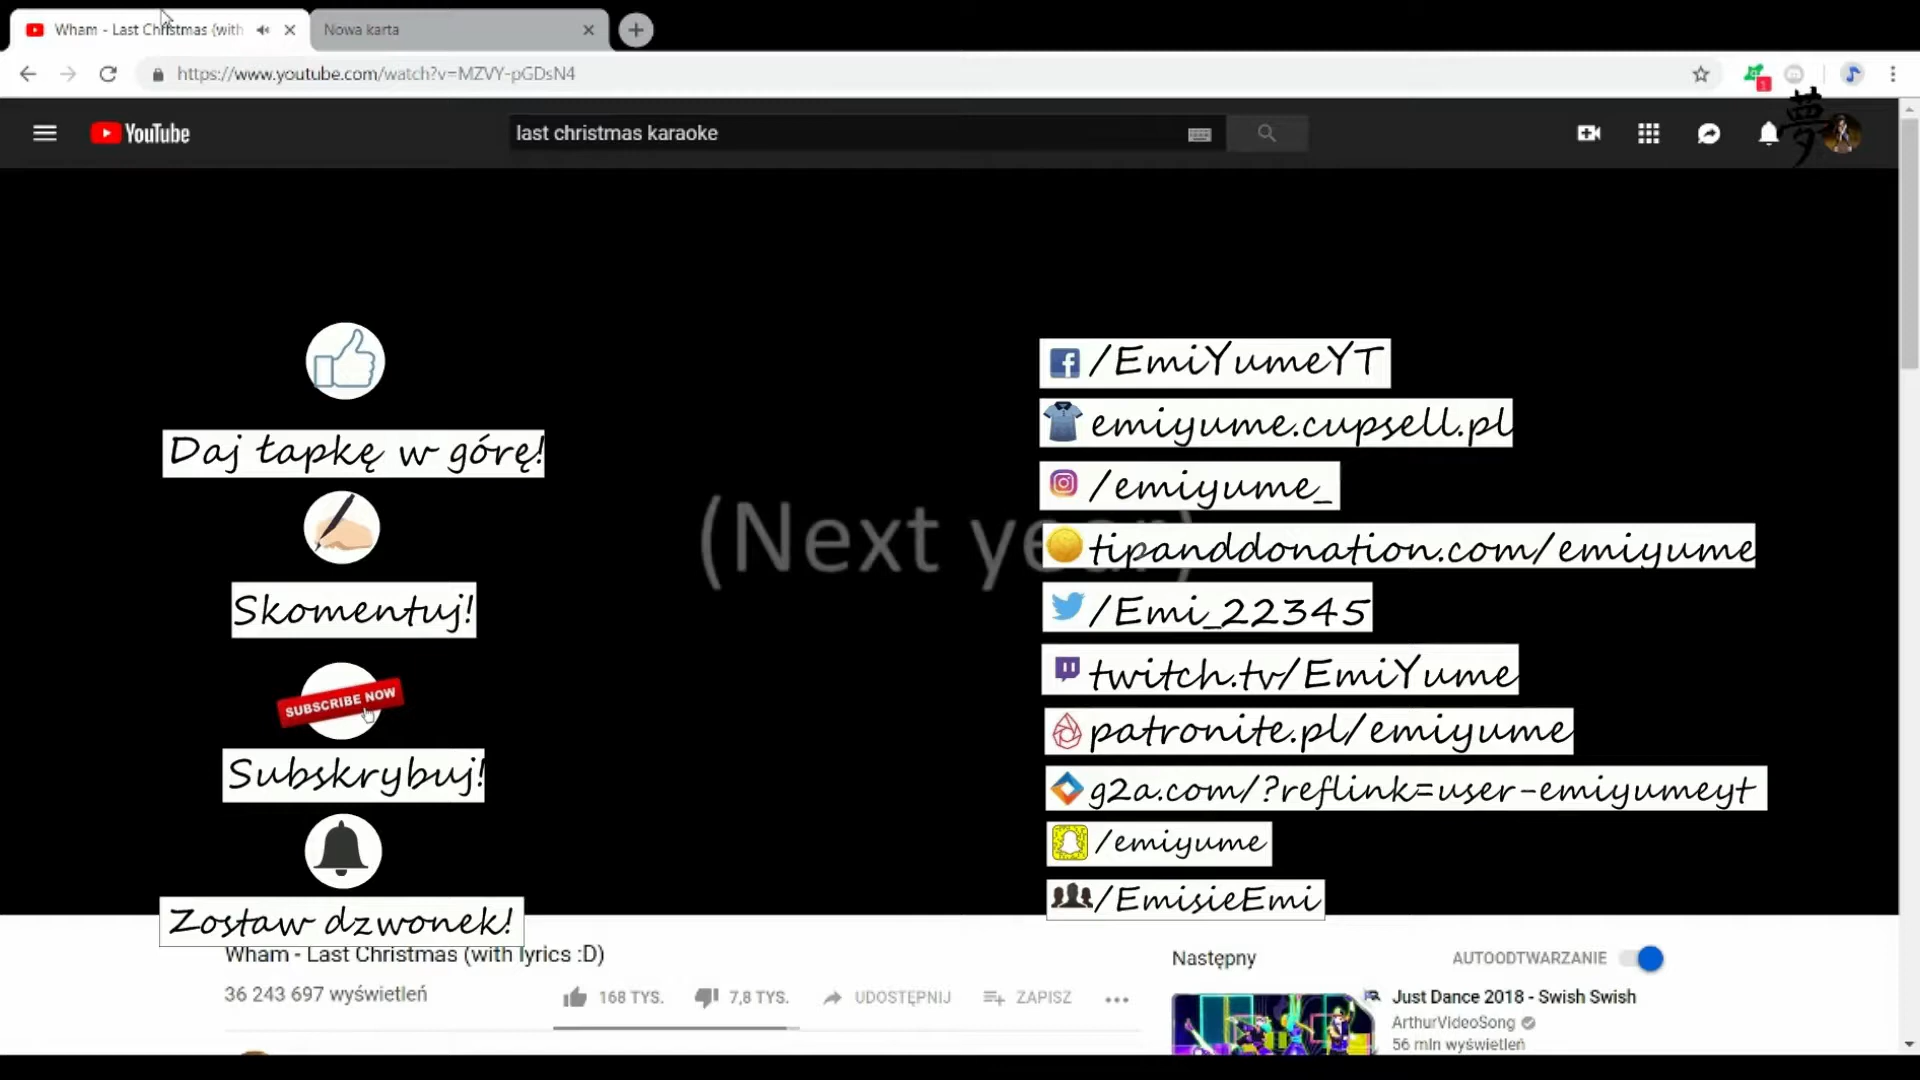 Wham - Last Christmas (with
Nowa karta
https://www.youtube.com/watch?v=MZVY-pGDsN4
1
YouTube
last christmas karaoke
夢
Daj łapkę w górę!
Skomentuj!
SUBSCRIBE NOW
Subskrybuj!
Zostaw dzwonek!
(Next year)
/EmiYumeYT
emiyume.cupsell.pl
/emiyume_
tipanddonation.com/emiyume
/Emi_22345
twitch.tv/EmiYume
patronite.pl/emiyume
g2a.com/?reflink=user-emiyumeyt
/emiyume
/EmisieEmi
Wham - Last Christmas (with lyrics :D)
36 243 697 wyświetleń
168 TYS.
7,8 TYS.
UDOSTĘPNIJ
ZAPISZ
Następny
AUTOODTWARZANIE
Just Dance 2018 - Swish Swish
ArthurVideoSong
56 mln wyświetleń